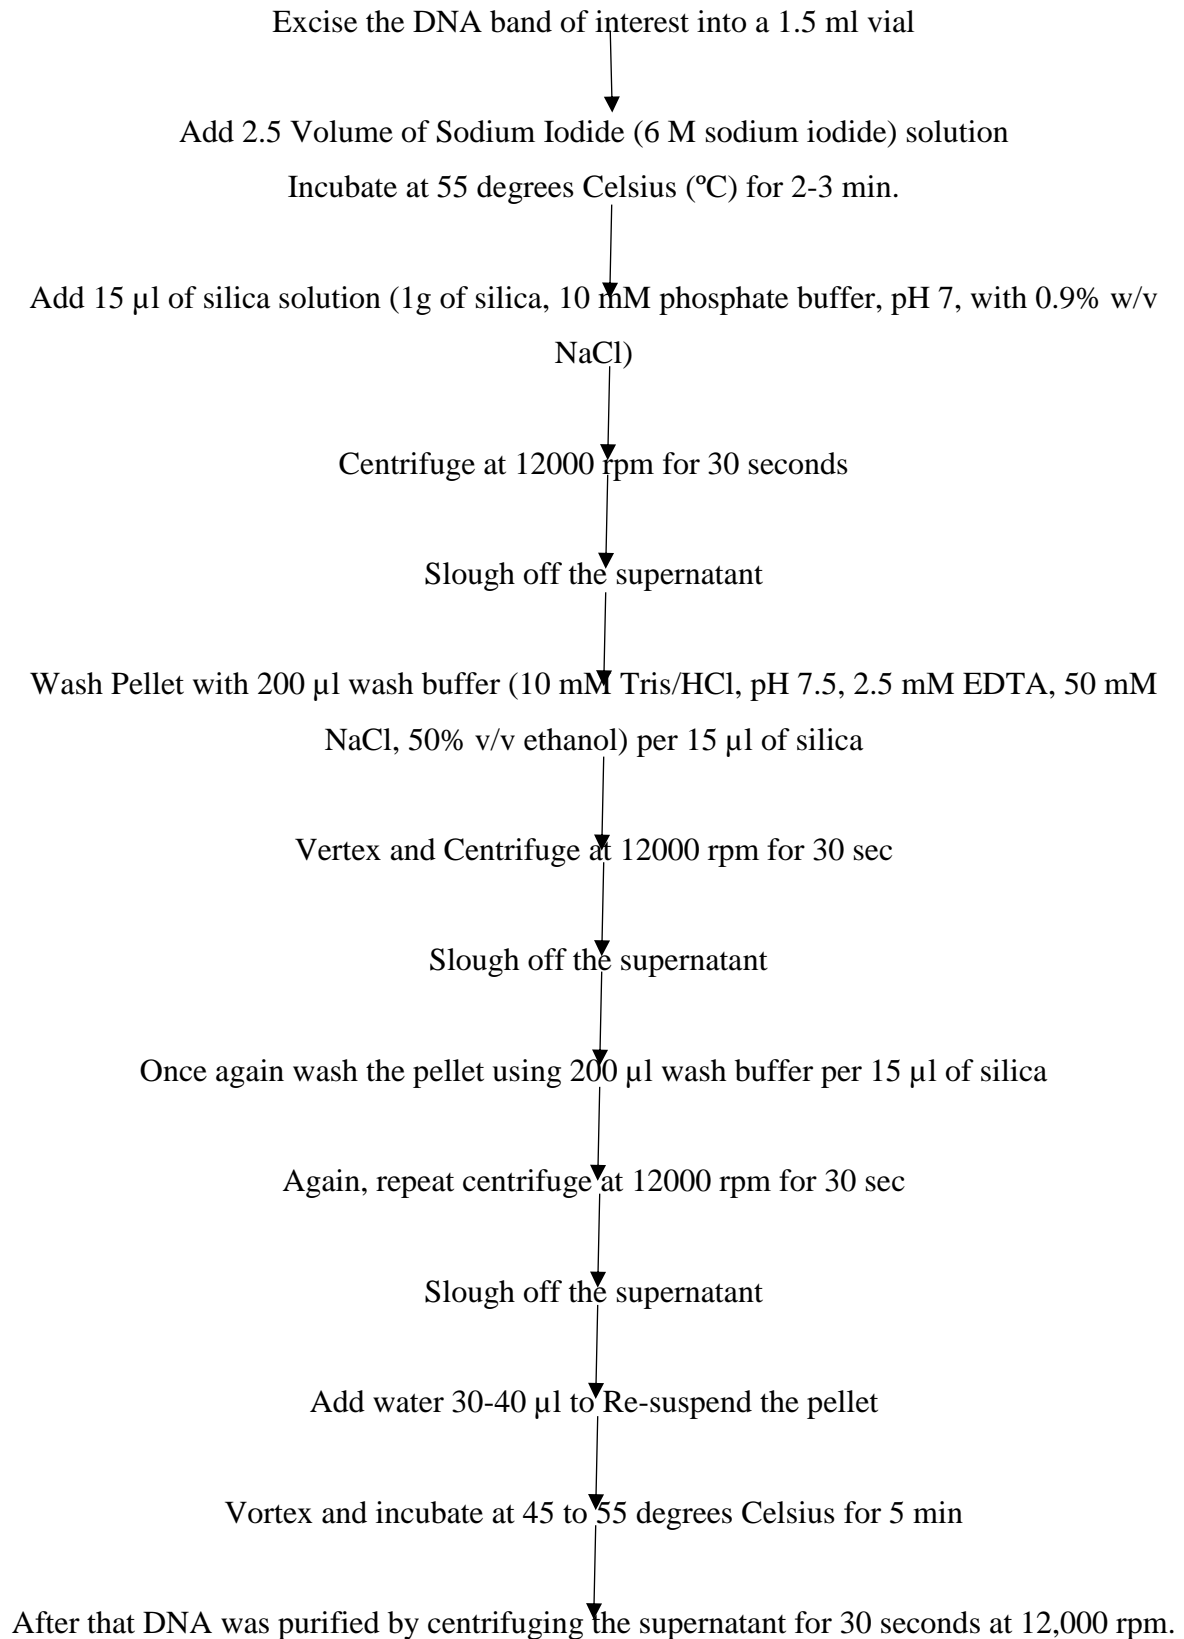 Excise the DNA band of interest into a 1.5 ml vial
Add 2.5 Volume of Sodium Iodide (6 M sodium iodide) solution
Incubate at 55 degrees Celsius (ºC) for 2-3 min.
Add 15 µl of silica solution (1g of silica, 10 mM phosphate buffer, pH 7, with 0.9% w/v
NaCl)
Centrifuge at 12000 rpm for 30 seconds
Slough off the supernatant
Wash Pellet with 200 µl wash buffer (10 mM Tris/HCl, pH 7.5, 2.5 mM EDTA, 50 mM
NaCl, 50% v/v ethanol) per 15 µl of silica
Vertex and Centrifuge at 12000 rpm for 30 sec
Slough off the supernatant
Once again wash the pellet using 200 µl wash buffer per 15 µl of silica
Again, repeat centrifuge at 12000 rpm for 30 sec
Slough off the supernatant
Add water 30-40 µl to Re-suspend the pellet
Vortex and incubate at 45 to 55 degrees Celsius for 5 min
After that DNA was purified by centrifuging the supernatant for 30 seconds at 12,000 rpm.